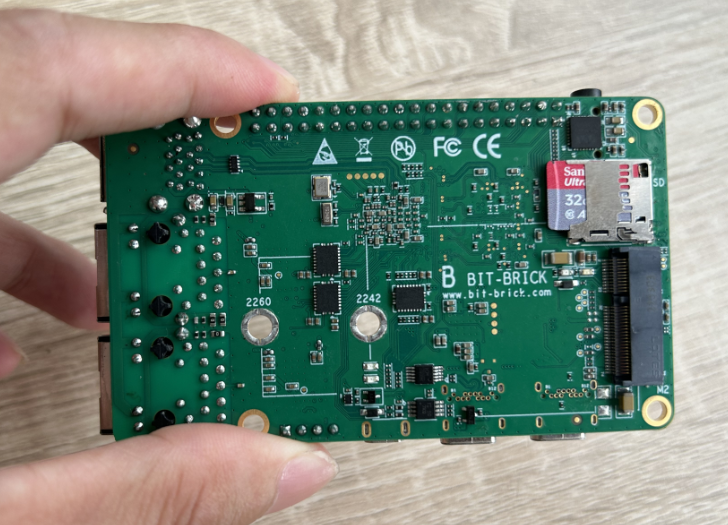 Pb
FC CE
San
Ultra
32
SD
B BIT-BRICK
www.bit-brick.com
2260
2242
M2